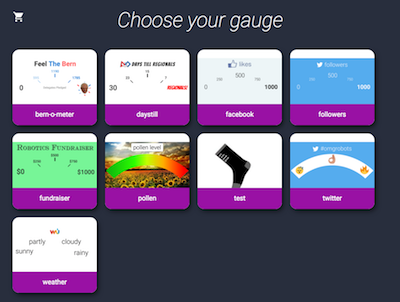 Choose your gauge
Feel The Bern
0
bern-o-meter
DAYS TILL REGIONALS
30
REGIONALS!
daystill
likes
500
0 1000
facebook
followers
500
0 1000
followers
ROBOTICS FUNDRAISER
$0 $1000
fundraiser
pollen level
pollen
test
#omgrobots
twitter
partly cloudy
sunny rainy
weather